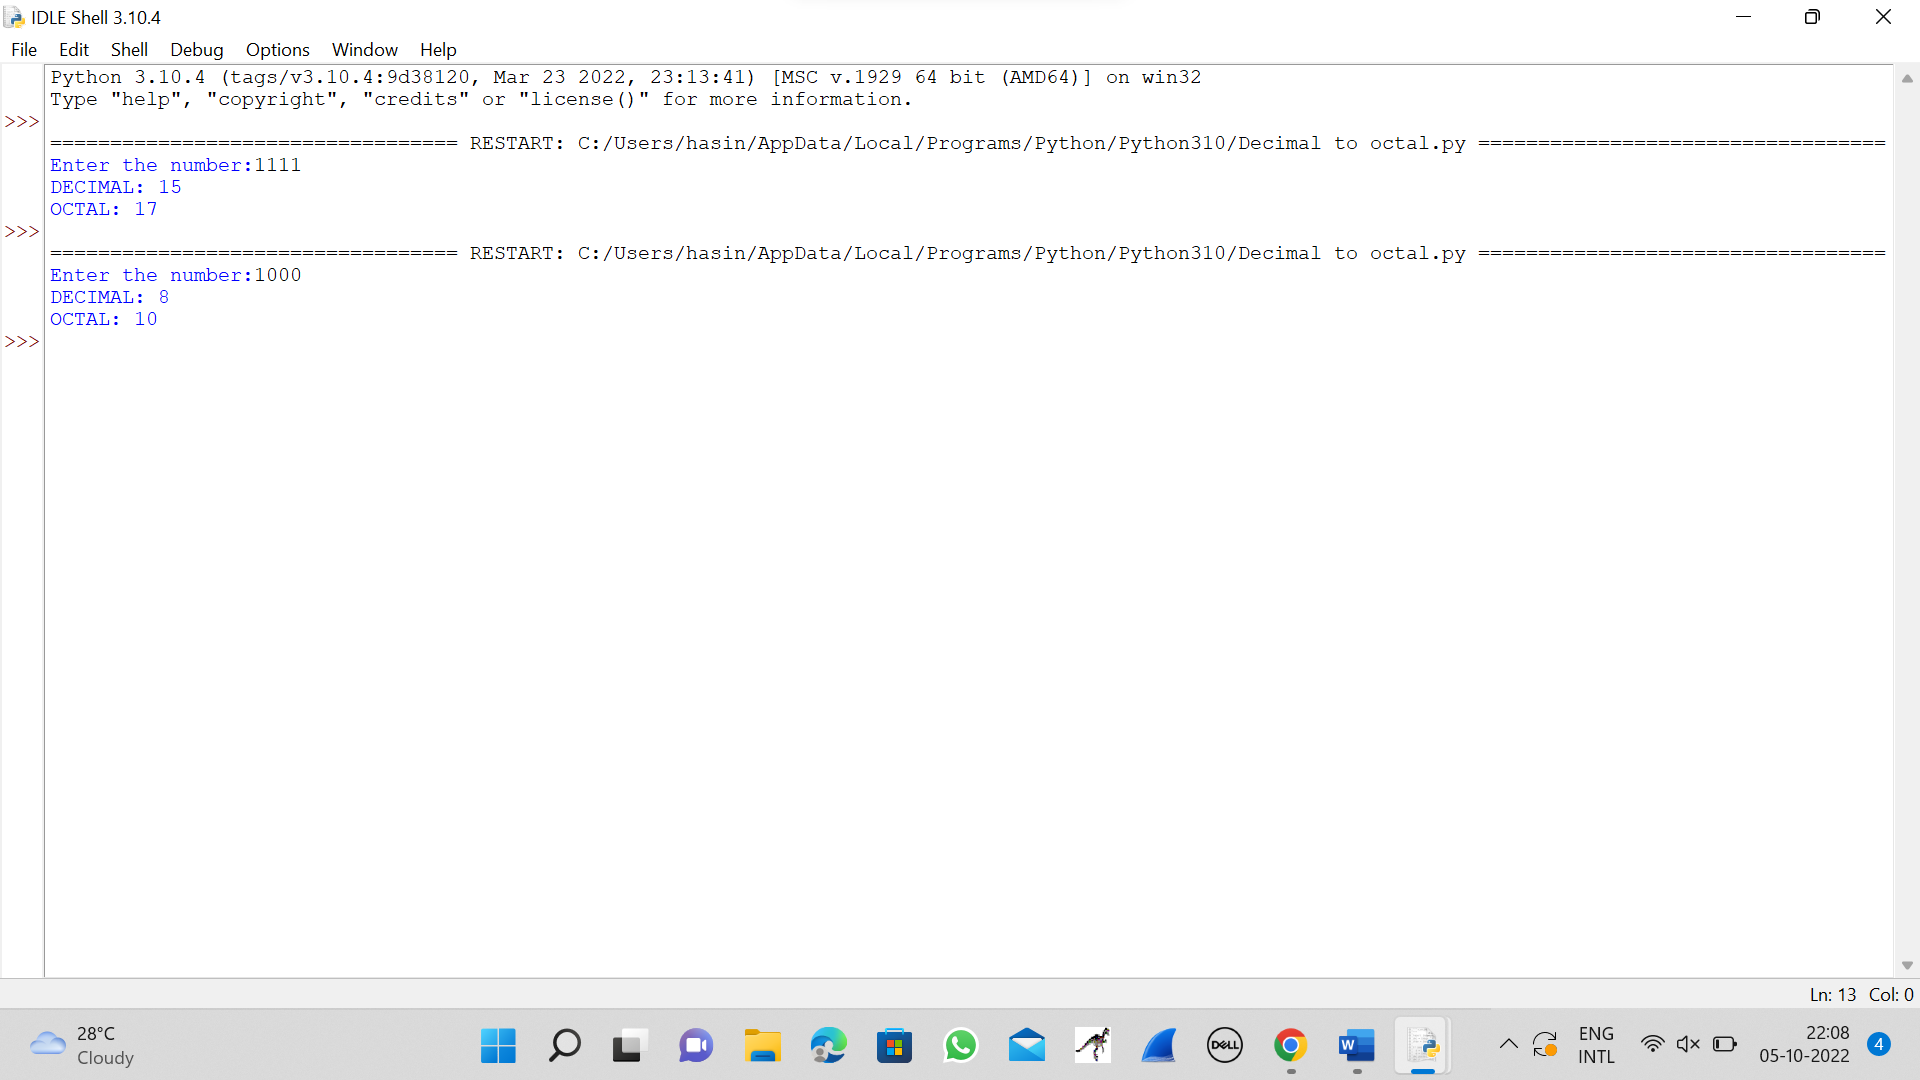 IDLE Shell 3.10.4
File Edit Shell Debug Options Window Help
Python 3.10.4 (tags/v3.10.4:9d38120, Mar 23 2022, 23:13:41) [MSC v.1929 64 bit (AMD64)] on win32
Type "help", "copyright", "credits" or "license()" for more information.
>>>
================================== RESTART: C:/Users/hasin/AppData/Local/Programs/Python/Python310/Decimal to octal.py ==================================
Enter the number:1111
DECIMAL: 15
OCTAL: 17
>>>
================================== RESTART: C:/Users/hasin/AppData/Local/Programs/Python/Python310/Decimal to octal.py ==================================
Enter the number:1000
DECIMAL: 8
OCTAL: 10
>>>
Ln: 13 Col: 0
28°C
Cloudy
DELL
W
ENG
INTL
22:08
05-10-2022
4